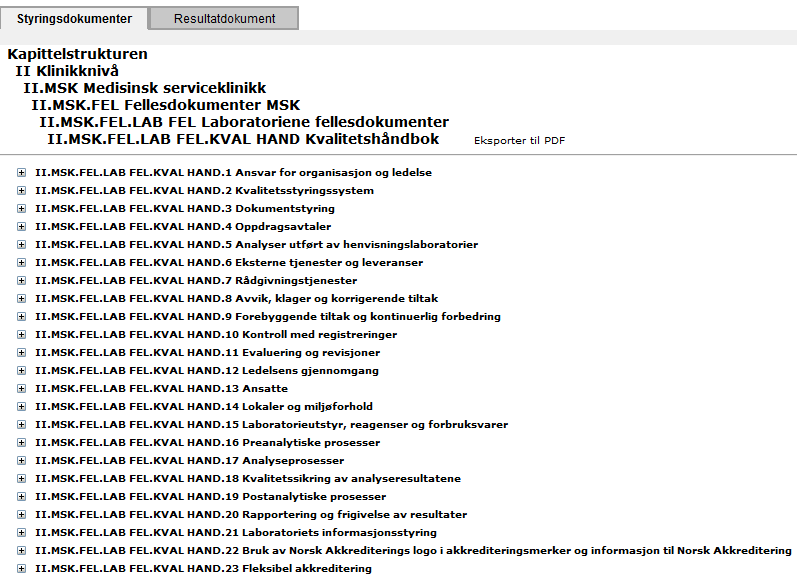 Styringsdokumenter
Resultatdokument
Kapittelstrukturen
II Klinikknivå
II.MSK Medisinsk serviceklinikk
II.MSK.FEL Fellesdokumenter MSK
II.MSK.FEL.LAB FEL Laboratoriene fellesdokumenter
II.MSK.FEL.LAB FEL.KVAL HAND Kvalitetshåndbok Eksporter til PDF
II.MSK.FEL.LAB FEL.KVAL HAND.1 Ansvar for organisasjon og ledelse
II.MSK.FEL.LAB FEL.KVAL HAND.2 Kvalitetsstyringssystem
II.MSK.FEL.LAB FEL.KVAL HAND.3 Dokumentstyring
II.MSK.FEL.LAB FEL.KVAL HAND.4 Oppdragsavtaler
II.MSK.FEL.LAB FEL.KVAL HAND.5 Analyser utført av henvisningslaboratorier
II.MSK.FEL.LAB FEL.KVAL HAND.6 Eksterne tjenester og leveranser
II.MSK.FEL.LAB FEL.KVAL HAND.7 Rådgivningstjenester
II.MSK.FEL.LAB FEL.KVAL HAND.8 Avvik, klager og korrigerende tiltak
II.MSK.FEL.LAB FEL.KVAL HAND.9 Forebyggende tiltak og kontinuerlig forbedring
II.MSK.FEL.LAB FEL.KVAL HAND.10 Kontroll med registreringer
II.MSK.FEL.LAB FEL.KVAL HAND.11 Evaluering og revisjoner
II.MSK.FEL.LAB FEL.KVAL HAND.12 Ledelsens gjennomgang
II.MSK.FEL.LAB FEL.KVAL HAND.13 Ansatte
II.MSK.FEL.LAB FEL.KVAL HAND.14 Lokaler og miljøforhold
II.MSK.FEL.LAB FEL.KVAL HAND.15 Laboratorieutstyr, reagenser og forbruksvarer
II.MSK.FEL.LAB FEL.KVAL HAND.16 Preanalytiske prosesser
II.MSK.FEL.LAB FEL.KVAL HAND.17 Analyseprosesser
II.MSK.FEL.LAB FEL.KVAL HAND.18 Kvalitetssikring av analyseresultatene
II.MSK.FEL.LAB FEL.KVAL HAND.19 Postanalytiske prosesser
II.MSK.FEL.LAB FEL.KVAL HAND.20 Rapportering og frigivelse av resultater
II.MSK.FEL.LAB FEL.KVAL HAND.21 Laboratoriets informasjonsstyring
II.MSK.FEL.LAB FEL.KVAL HAND.22 Bruk av Norsk Akkrediterings logo i akkrediteringsmerker og informasjon til Norsk Akkreditering
II.MSK.FEL.LAB FEL.KVAL HAND.23 Fleksibel akkreditering